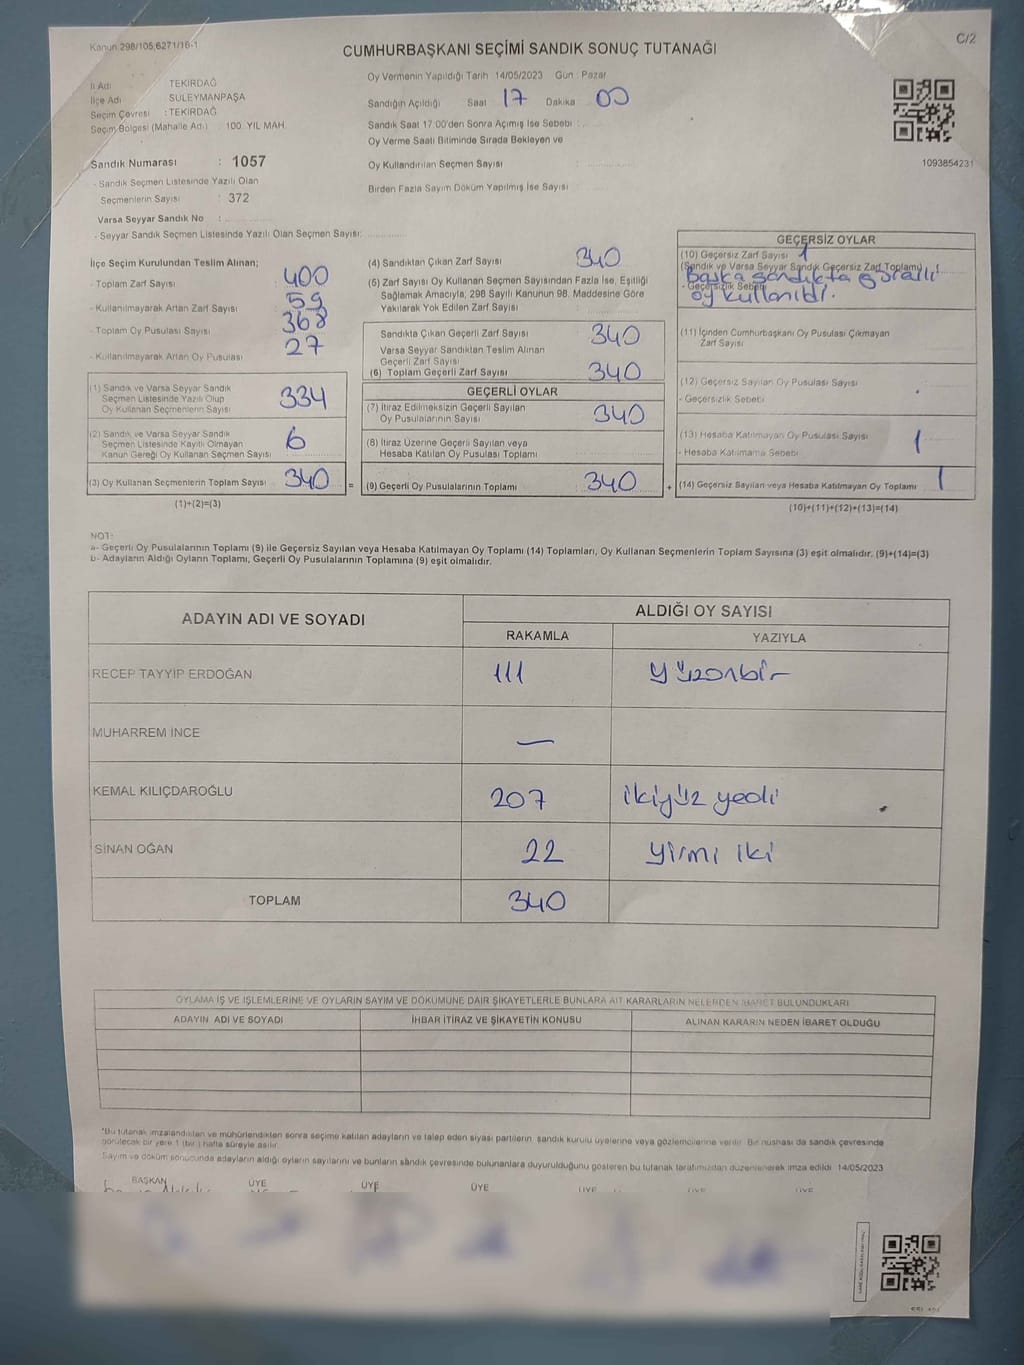 Kanun:298/105,6271/16-1
CUMHURBAŞKANI SEÇİMİ SANDIK SONUÇ TUTANAĞI
C/2
İl Adı TEKİRDAĞ
İlçe Adı SÜLEYMANPAŞA
Seçim Çevresi : TEKİRDAĞ
Seçim Bölgesi (Mahalle Ad.) 100. YIL MAH.
Sandık Numarası : 1057
- Sandık Seçmen Listesinde Yazılı Olan
Seçmenlerin Sayısı : 372
Varsa Seyyar Sandık No :
- Seyyar Sandık Seçmen Listesinde Yazılı Olan Seçmen Sayısı:
Oy Vermenin Yapıldığı Tarih 14/05/2023 Gün : Pazar
Sandığın Açıldığı Saat 17 Dakika 00
Sandık Saat 17.00'den Sonra Açılmış İse Sebebi :
Oy Verme Saati Bitiminde Sırada Bekleyen ve
Oy Kullandırılan Seçmen Sayısı :
Birden Fazla Sayım Döküm Yapılmış İse Sayısı :
1093854231
İlçe Seçim Kurulundan Teslim Alınan;
- Toplam Zarf Sayısı : 400
- Kullanılmayarak Artan Zarf Sayısı : 59
- Toplam Oy Pusulası Sayısı : 368
- Kullanılmayarak Artan Oy Pusulası 27
(1) Sandık ve Varsa Seyyar Sandık
Seçmen Listesinde Yazılı Olup
Oy Kullanan Seçmenlerin Sayısı 334
(2) Sandık ve Varsa Seyyar Sandık
Seçmen Listesinde Kayıtlı Olmayan
Kanun Gereği Oy Kullanan Seçmen Sayısı 6
(3) Oy Kullanan Seçmenlerin Toplam Sayısı 340 =
(1)+(2)=(3)
(4) Sandıktan Çıkan Zarf Sayısı 340
(5) Zarf Sayısı Oy Kullanan Seçmen Sayısından Fazla İse, Eşitliği
Sağlamak Amacıyla, 298 Sayılı Kanunun 98. Maddesine Göre
Yakılarak Yok Edilen Zarf Sayısı :
Sandıkta Çıkan Geçerli Zarf Sayısı 340
Varsa Seyyar Sandıktan Teslim Alınan
Geçerli Zarf Sayısı
(6) Toplam Geçerli Zarf Sayısı 340
GEÇERLİ OYLAR
(7) İtiraz Edilmeksizin Geçerli Sayılan
Oy Pusulalarının Sayısı 340
(8) İtiraz Üzerine Geçerli Sayılan veya
Hesaba Katılan Oy Pusulası Toplamı
(9) Geçerli Oy Pusulalarının Toplamı 340 +
GEÇERSİZ OYLAR
(10) Geçersiz Zarf Sayısı 1
(Sandık ve Varsa Seyyar Sandık Geçersiz Zarf Toplamı)
- Geçersizlik Sebebi
Başka sandıkta görevli
oy kullanıldı.
(11) İçinden Cumhurbaşkanı Oy Pusulası Çıkmayan
Zarf Sayısı
(12) Geçersiz Sayılan Oy Pusulası Sayısı
- Geçersizlik Sebebi
(13) Hesaba Katılmayan Oy Pusulası Sayısı 1
- Hesaba Katılmama Sebebi
(14) Geçersiz Sayılan veya Hesaba Katılmayan Oy Toplamı 1
(10)+(11)+(12)+(13)=(14)
NOT:
a- Geçerli Oy Pusulalarının Toplamı (9) ile Geçersiz Sayılan veya Hesaba Katılmayan Oy Toplamı (14) Toplamları, Oy Kullanan Seçmenlerin Toplam Sayısına (3) eşit olmalıdır. (9)+(14)=(3)
b- Adayların Aldığı Oyların Toplamı, Geçerli Oy Pusulalarının Toplamına (9) eşit olmalıdır.
ADAYIN ADI VE SOYADI
ALDIĞI OY SAYISI
RAKAMLA YAZIYLA
RECEP TAYYIP ERDOĞAN 111 Yüzonbir
MUHARREM İNCE —
KEMAL KILIÇDAROĞLU 207 ikiyüz yedi
SİNAN OĞAN 22 yirmi iki
TOPLAM 340
OYLAMA İŞ VE İŞLEMLERİNE VE OYLARIN SAYIM VE DÖKÜMÜNE DAİR ŞİKAYETLERLE BUNLARA AİT KARARLARIN NELERDEN İBARET BULUNDUKLARI
ADAYIN ADI VE SOYADI İHBAR İTİRAZ VE ŞİKAYETİN KONUSU ALINAN KARARIN NEDEN İBARET OLDUĞU
*Bu tutanak imzalandıktan ve mühürlendikten sonra seçime katılan adayların ve talep eden siyasi partilerin sandık kurulu üyelerine veya gözlemcilerine verilir. Bir nüshası da sandık çevresinde
görülecek bir yere 1 (bir) hafta süreyle asılır.
Sayım ve döküm sonucunda adayların aldığı oyların sayılarını ve bunların sandık çevresinde bulunanlara duyurulduğunu gösteren bu tutanak tarafımızdan düzenlenerek imza edildi. 14/05/2023
BAŞKAN ÜYE ÜYE ÜYE ÜYE ÜYE ÜYE